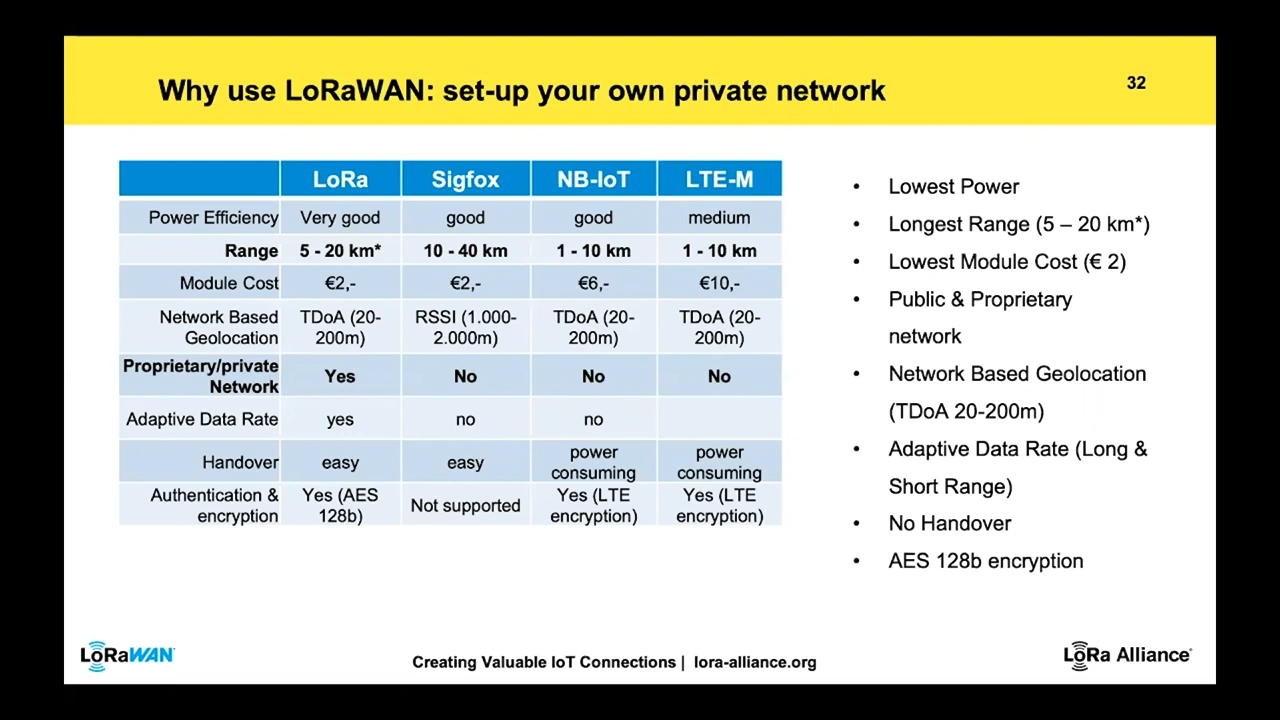 Why use LoRaWAN: set-up your own private network
32
LoRa Sigfox NB-IoT LTE-M
Power Efficiency Very good good good medium
Range 5 - 20 km* 10 - 40 km 1 - 10 km 1 - 10 km
Module Cost €2,- €2,- €6,- €10,-
Network Based TDoA (20- RSSI (1.000- TDoA (20- TDoA (20-
Geolocation 200m) 2.000m) 200m) 200m)
Proprietary/private
Network Yes No No No
Adaptive Data Rate yes no no
Handover easy easy power consuming power consuming
Authentication & Yes (AES Not supported Yes (LTE Yes (LTE
encryption 128b) encryption) encryption)
• Lowest Power
• Longest Range (5 – 20 km*)
• Lowest Module Cost (€ 2)
• Public & Proprietary
network
• Network Based Geolocation
(TDoA 20-200m)
• Adaptive Data Rate (Long &
Short Range)
• No Handover
• AES 128b encryption
LoRaWAN
Creating Valuable IoT Connections | lora-alliance.org
LoRa Alliance